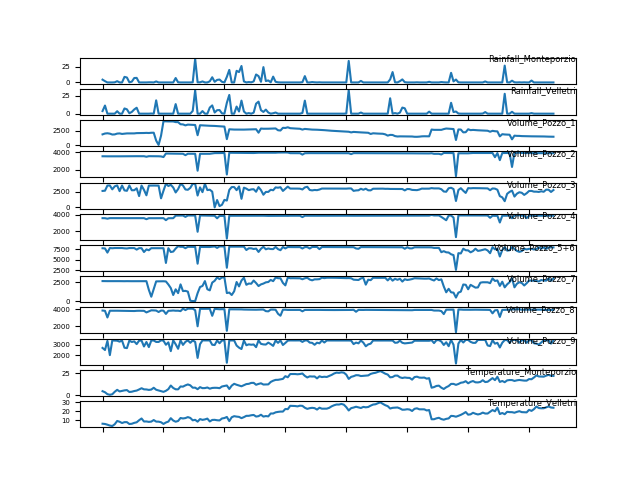 Rainfall_Monteporzio
25
0
Rainfall_Velletri
25
0
Volume_Pozzo_1
2500
0
Volume_Pozzo_2
4000
2000
Volume_Pozzo_3
2500
0
Volume_Pozzo_4
4000
2000
Volume_Pozzo_5+6
7500
5000
2500
Volume_Pozzo_7
2500
0
Volume_Pozzo_8
4000
2000
Volume_Pozzo_9
3000
2000
Temperature_Monteporzio
25
0
Temperature_Velletri
30
20
10